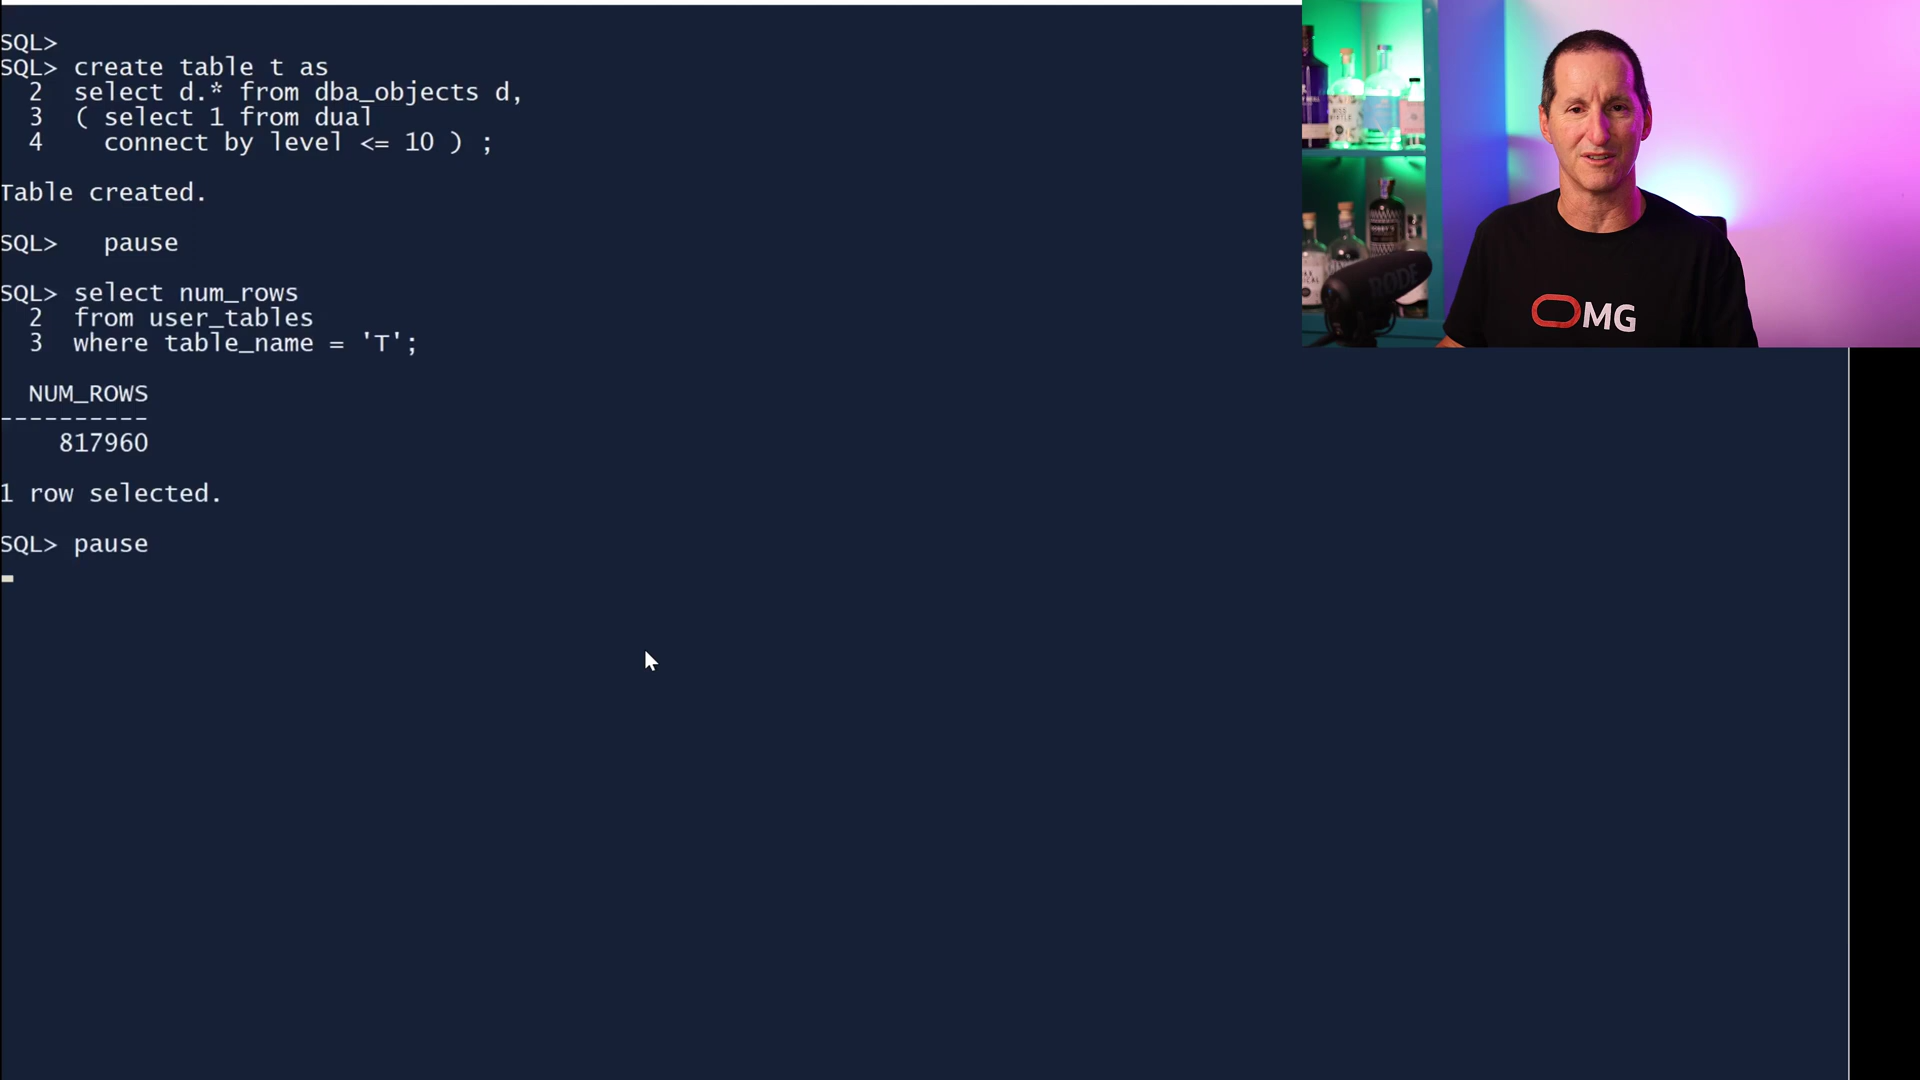 SQL>
SQL> create table t as
  2  select d.* from dba_objects d,
  3  ( select 1 from dual
  4    connect by level <= 10 ) ;
Table created.
SQL>   pause
SQL> select num_rows
  2  from user_tables
  3  where table_name = 'T';
  NUM_ROWS
----------
    817960
1 row selected.
SQL> pause
RØDE
OMG